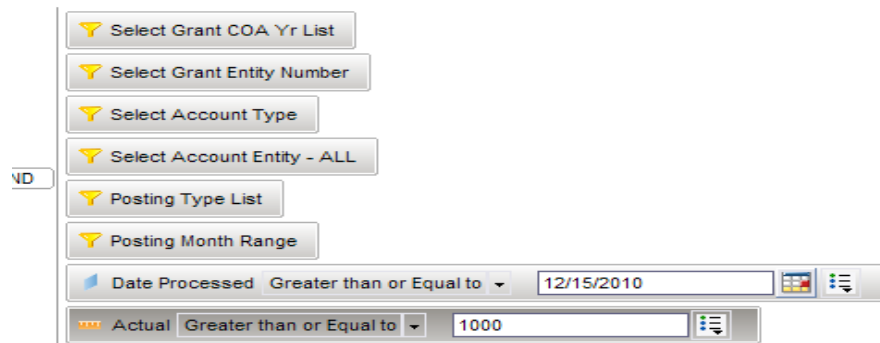 Select Grant COA Yr List
Select Grant Entity Number
Select Account Type
Select Account Entity - ALL
ND
Posting Type List
Posting Month Range
Date Processed Greater than or Equal to 12/15/2010
Actual Greater than or Equal to 1000